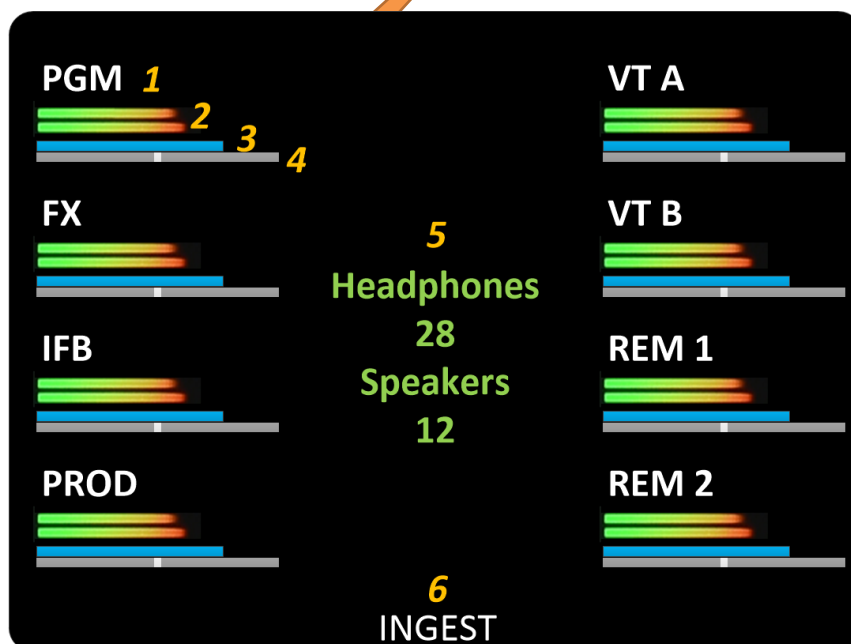 PGM 1
2
3
4
FX
IFB
PROD
5
Headphones
28
Speakers
12
VT A
VT B
REM 1
REM 2
6
INGEST